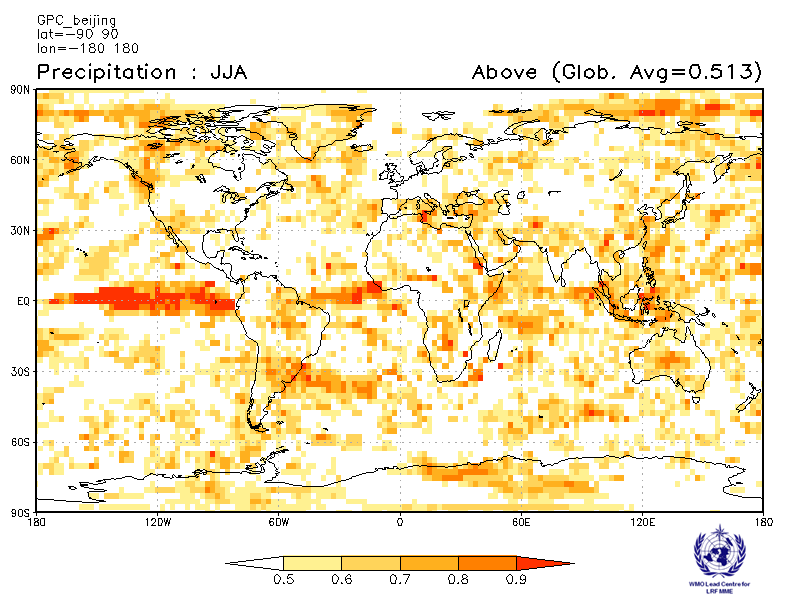 GPC_beijing
lat=−90 90
lon=−180 180
Precipitation : JJA Above (Glob. Avg=0.513)
90N
60N
30N
EQ
30S
60S
90S
180 120W 60W 0 60E 120E 180
0.5 0.6 0.7 0.8 0.9
WMO Lead Centre for
LRF MME